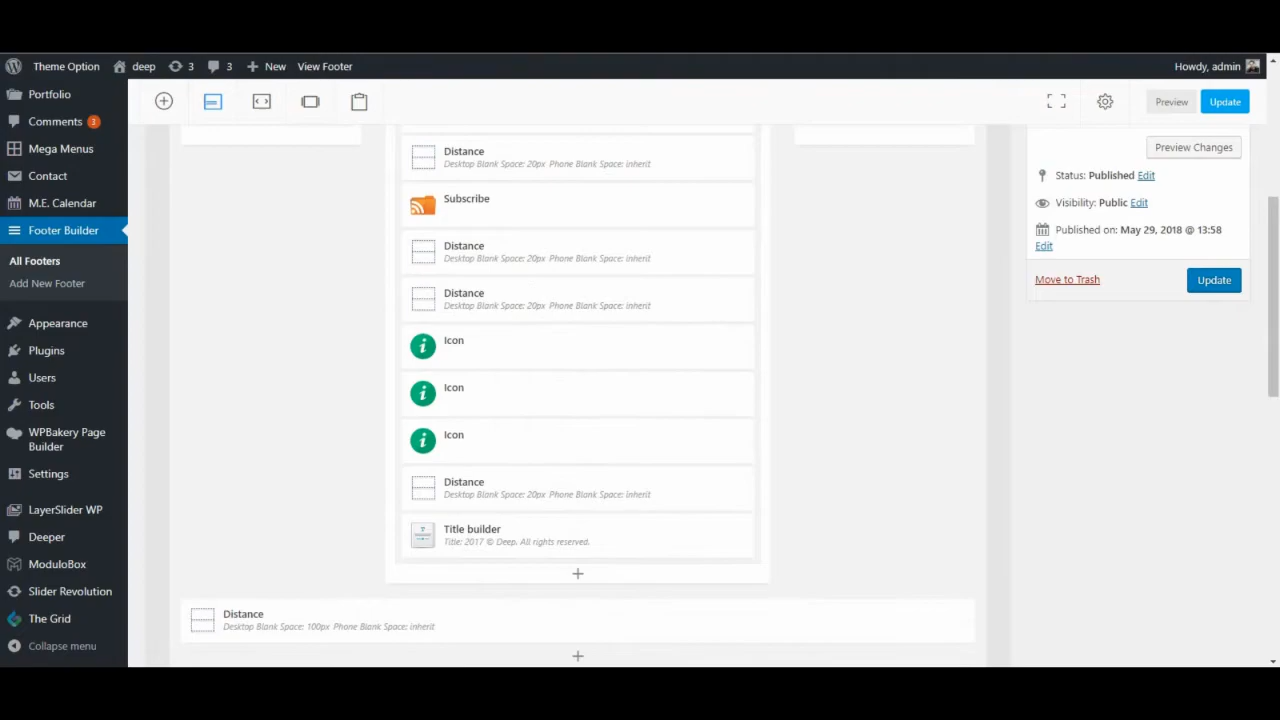 Theme Option
deep
3
3
New
View Footer
Howdy, admin
Portfolio
Comments 3
Mega Menus
Contact
M.E. Calendar
Footer Builder
All Footers
Add New Footer
Appearance
Plugins
Users
Tools
WPBakery Page
Builder
Settings
LayerSlider WP
Deeper
ModuloBox
Slider Revolution
The Grid
Collapse menu
Preview
Update
Distance
Desktop Blank Space: 20px Phone Blank Space: inherit
Subscribe
Distance
Desktop Blank Space: 20px Phone Blank Space: inherit
Distance
Desktop Blank Space: 20px Phone Blank Space: inherit
Icon
Icon
Icon
Distance
Desktop Blank Space: 20px Phone Blank Space: inherit
Title builder
Title: 2017 © Deep. All rights reserved.
Distance
Desktop Blank Space: 100px Phone Blank Space: inherit
Preview Changes
Status: Published Edit
Visibility: Public Edit
Published on: May 29, 2018 @ 13:58
Edit
Move to Trash
Update